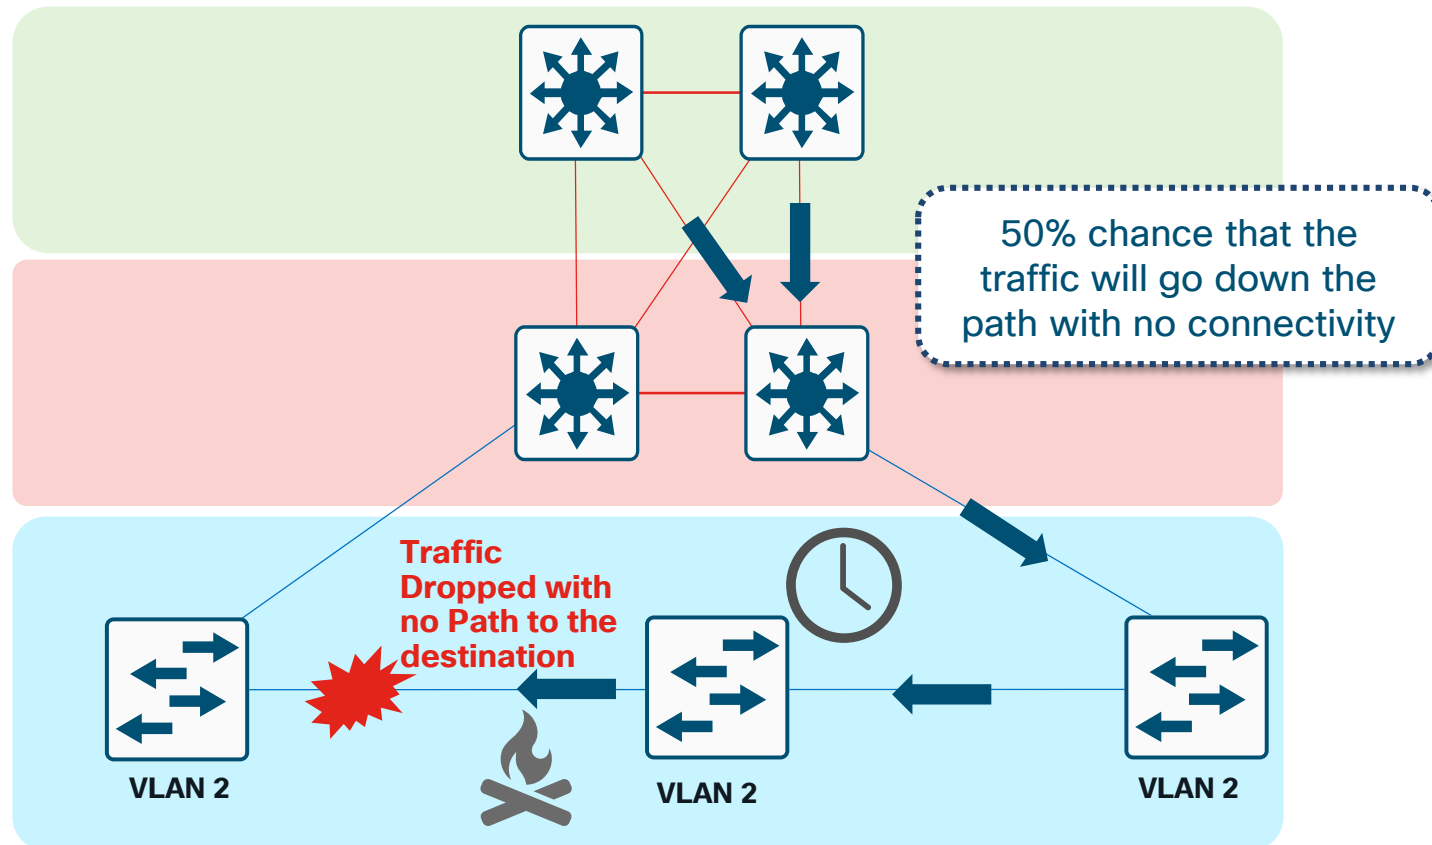 50% chance that the
traffic will go down the
path with no connectivity
Traffic
Dropped with
no Path to the
destination
VLAN 2
VLAN 2
VLAN 2